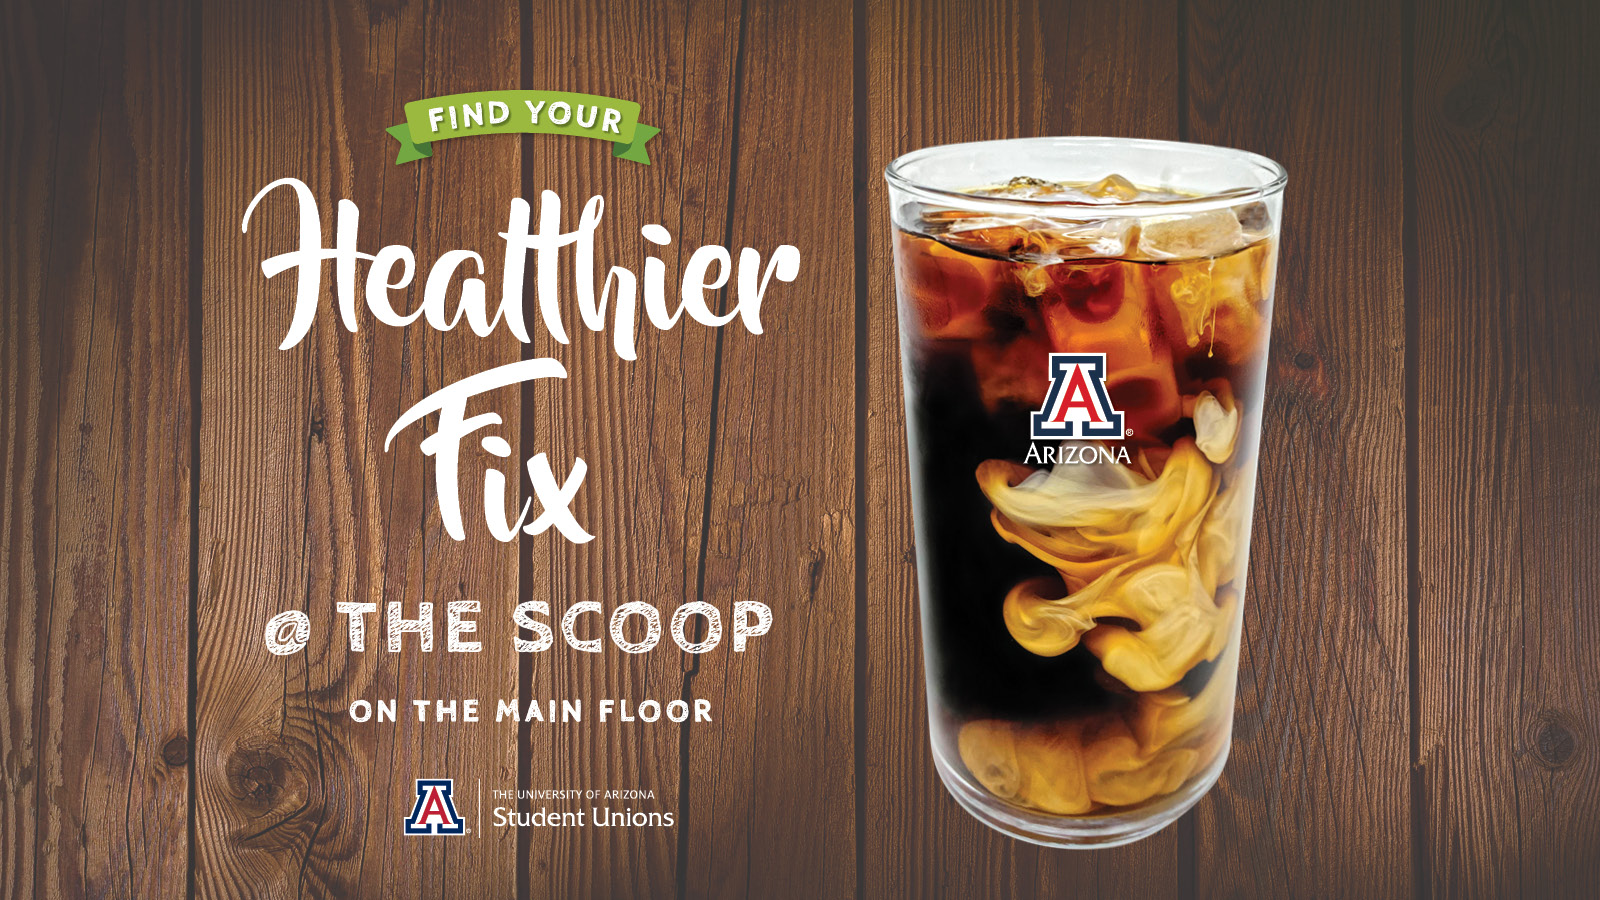 FIND YOUR
Healthier
Fix
@ THE SCOOP
ON THE MAIN FLOOR
A
THE UNIVERSITY OF ARIZONA
Student Unions
A
ARIZONA